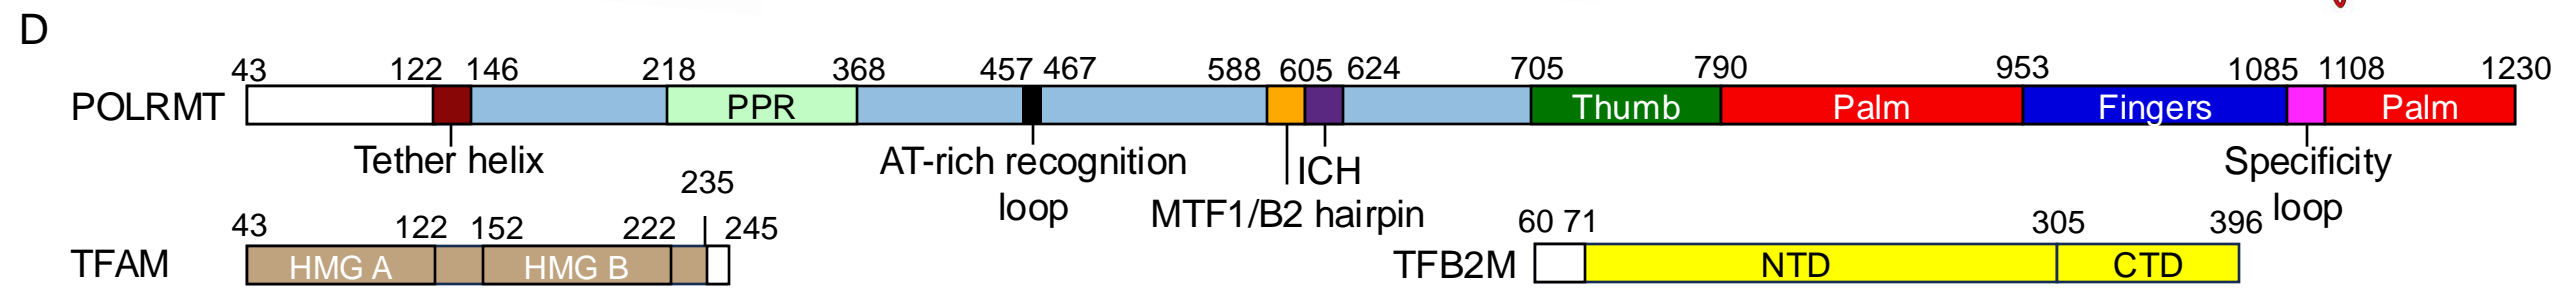 D
43 122 146 218 368 457 467 588 605 624 705 790 953 1085 1108 1230
POLRMT PPR Thumb Palm Fingers Palm
Tether helix
AT-rich recognition
loop
ICH
MTF1/B2 hairpin
Specificity
loop
235
43 122 152 222 245
TFAM HMG A HMG B
60 71 305 396
TFB2M NTD CTD